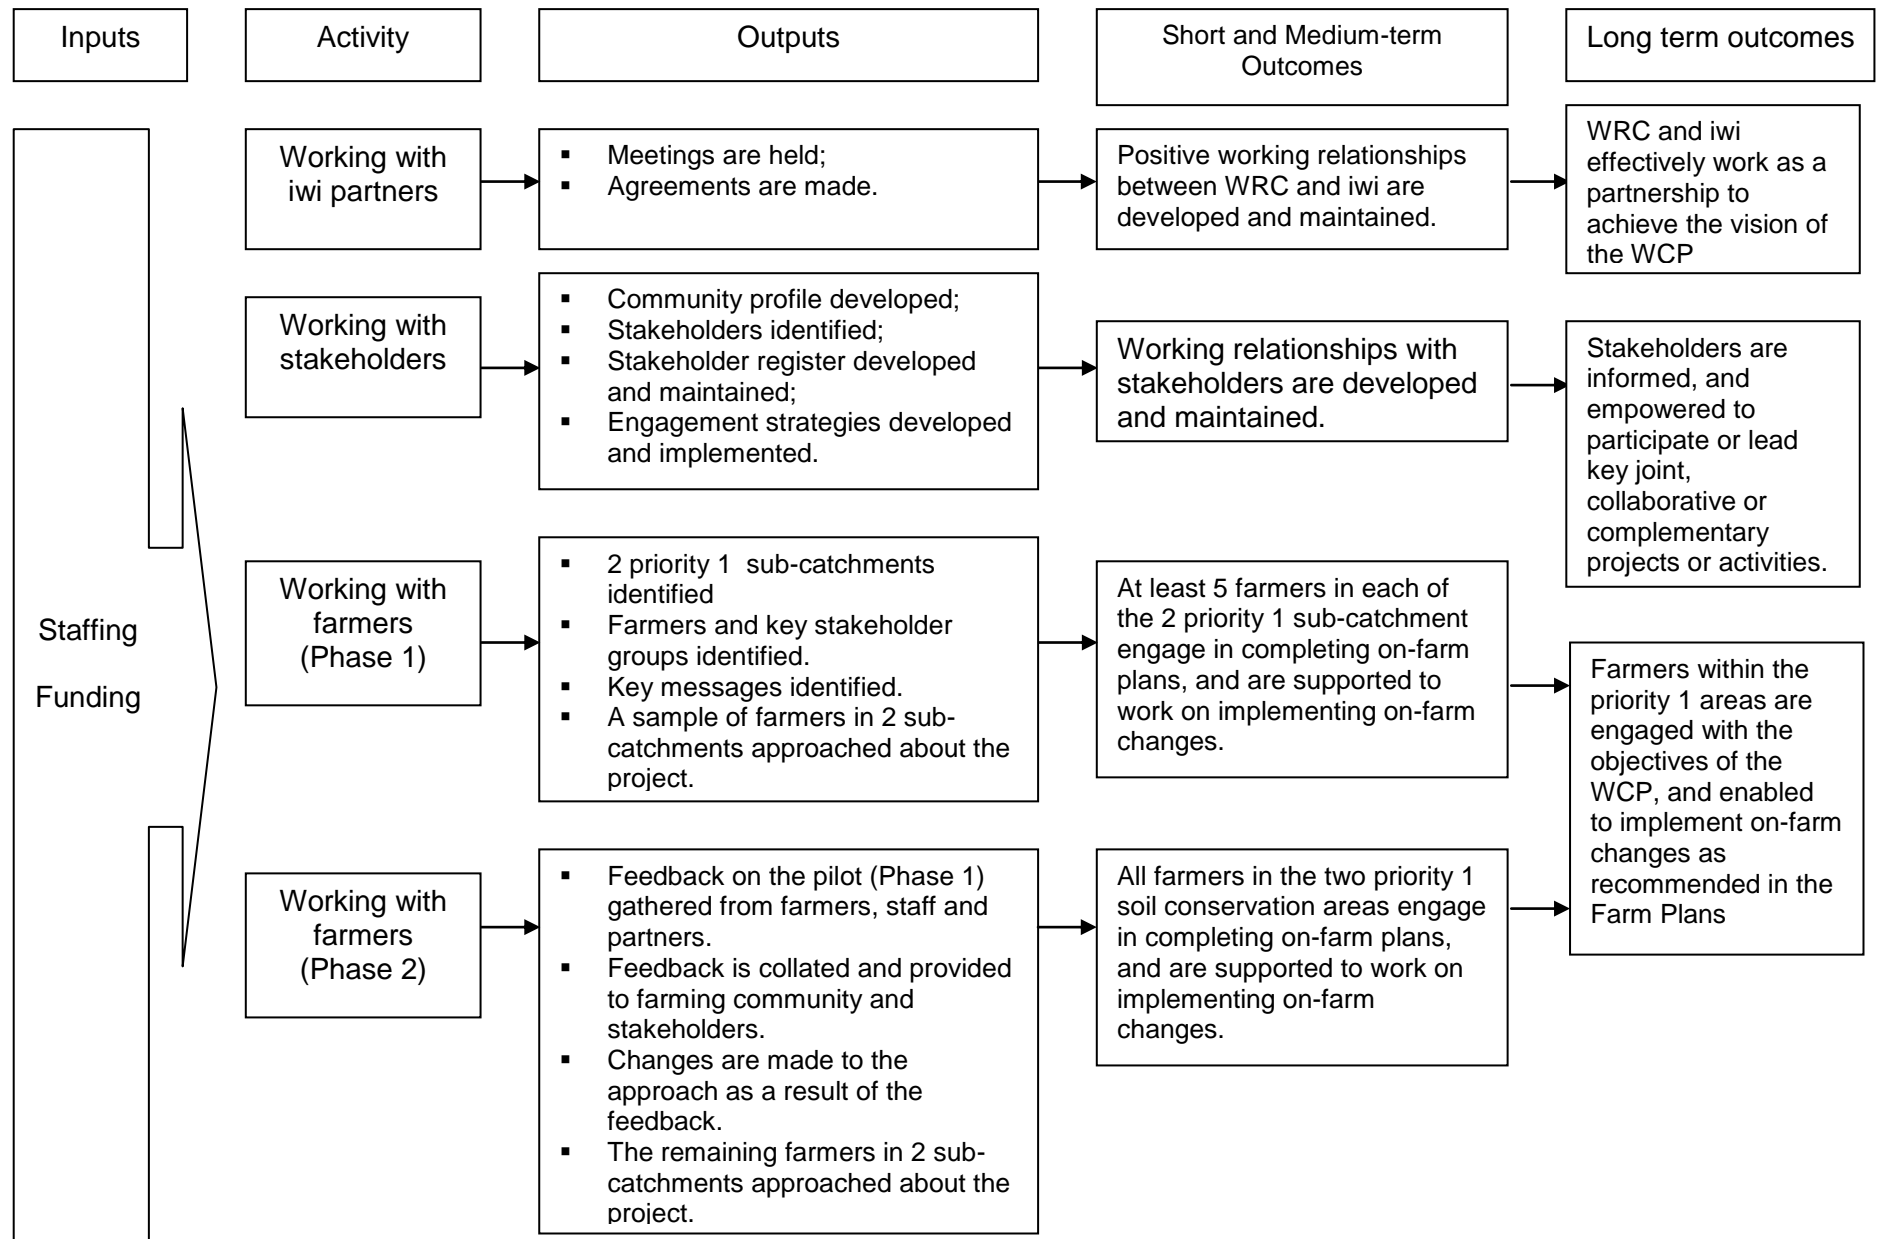 Inputs
Activity
Outputs
Short and Medium-term
Outcomes
Long term outcomes
Staffing
Funding
Working with
iwi partners
▪ Meetings are held;
▪ Agreements are made.
Positive working relationships
between WRC and iwi are
developed and maintained.
WRC and iwi
effectively work as a
partnership to
achieve the vision of
the WCP
Working with
stakeholders
▪ Community profile developed;
▪ Stakeholders identified;
▪ Stakeholder register developed
and maintained;
▪ Engagement strategies developed
and implemented.
Working relationships with
stakeholders are developed
and maintained.
Stakeholders are
informed, and
empowered to
participate or lead
key joint,
collaborative or
complementary
projects or activities.
Working with
farmers
(Phase 1)
▪ 2 priority 1 sub-catchments
identified
▪ Farmers and key stakeholder
groups identified.
▪ Key messages identified.
▪ A sample of farmers in 2 sub-
catchments approached about the
project.
At least 5 farmers in each of
the 2 priority 1 sub-catchment
engage in completing on-farm
plans, and are supported to
work on implementing on-farm
changes.
Farmers within the
priority 1 areas are
engaged with the
objectives of the
WCP, and enabled
to implement on-farm
changes as
recommended in the
Farm Plans
Working with
farmers
(Phase 2)
▪ Feedback on the pilot (Phase 1)
gathered from farmers, staff and
partners.
▪ Feedback is collated and provided
to farming community and
stakeholders.
▪ Changes are made to the
approach as a result of the
feedback.
▪ The remaining farmers in 2 sub-
catchments approached about the
project.
All farmers in the two priority 1
soil conservation areas engage
in completing on-farm plans,
and are supported to work on
implementing on-farm
changes.